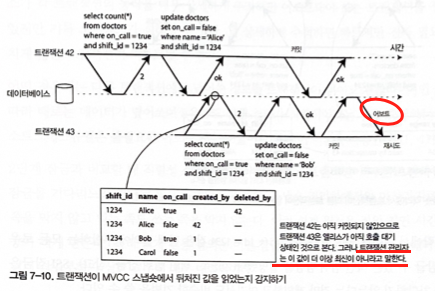 select count(*)
from doctors
where on_call = true
and shift_id = 1234
update doctors
set on_call = false
where name = 'Alice'
and shift_id = 1234
트랜잭션 42
커밋
시간
2
ok
ok
데이터베이스
2
ok
어보트
트랜잭션 43
재시도
select count(*)
from doctors
where on_call = true
and shift_id = 1234
update doctors
set on_call = false
where name = 'Bob'
and shift_id = 1234
커밋
shift_id name on_call created_by deleted_by
1234 Alice true 1 42
1234 Alice false 42 —
1234 Bob true 1 —
1234 Carol false 1 —
트랜잭션 42는 아직 커밋되지 않았으므로
트랜잭션 43은 앨리스가 아직 호출 대기
상태인 것으로 본다. 그러나 트랜잭션 관리자
는 이 값이 더 이상 최신이 아니라고 말한다.
그림 7-10. 트랜잭션이 MVCC 스냅숏에서 뒤처진 값을 읽었는지 감지하기